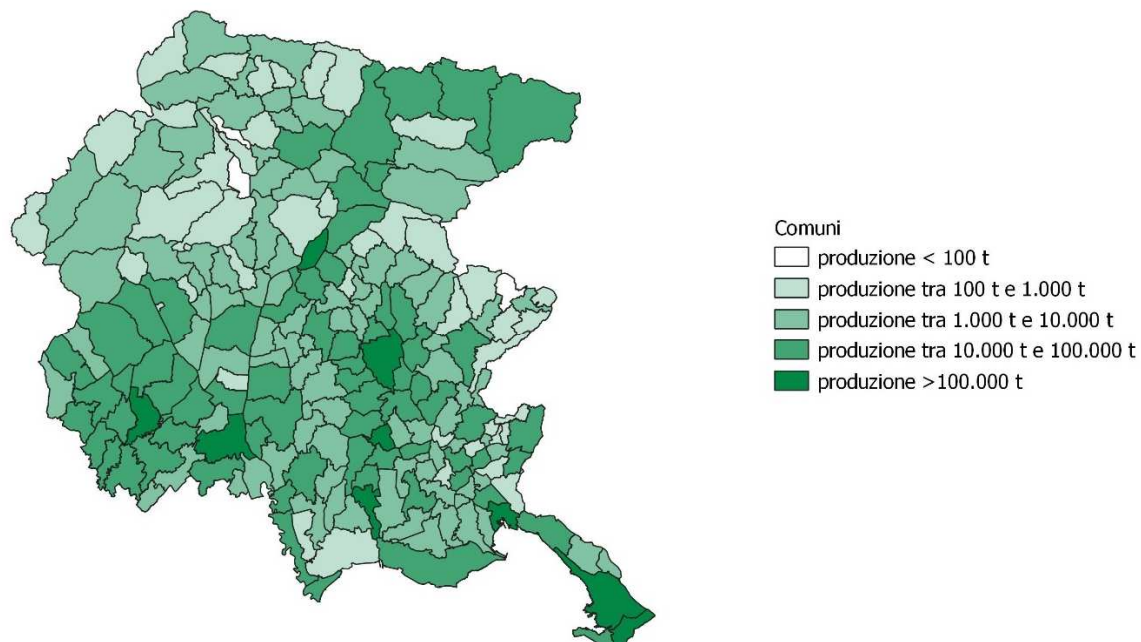 Comuni
produzione < 100 t
produzione tra 100 t e 1.000 t
produzione tra 1.000 t e 10.000 t
produzione tra 10.000 t e 100.000 t
produzione >100.000 t